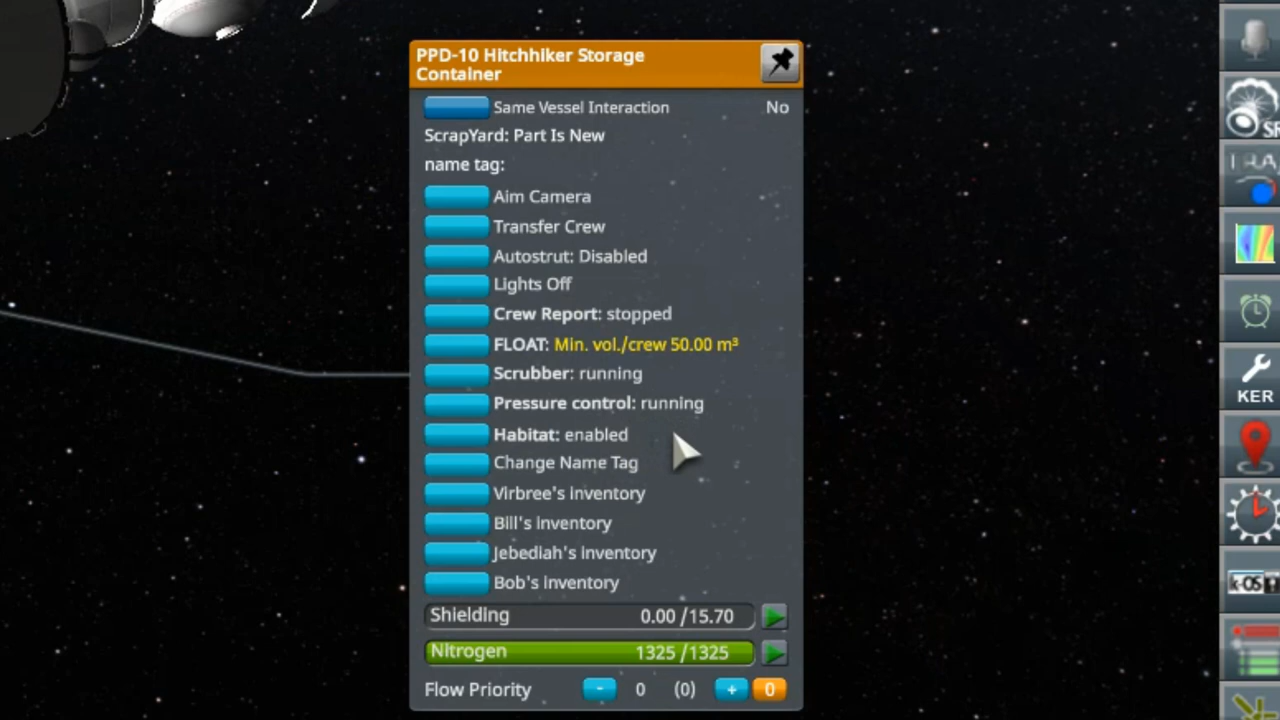 PPD-10 Hitchhiker Storage
Container
Same Vessel Interaction No
ScrapYard: Part Is New
name tag:
Aim Camera
Transfer Crew
Autostrut: Disabled
Lights Off
Crew Report: stopped
FLOAT: Min. vol./crew 50.00 m³
Scrubber: running
Pressure control: running
Habitat: enabled
Change Name Tag
Virbree's inventory
Bill's inventory
Jebediah's inventory
Bob's inventory
Shielding 0.00 /15.70
Nitrogen 1325 /1325
Flow Priority - 0 (0) + 0
KER
k-OS